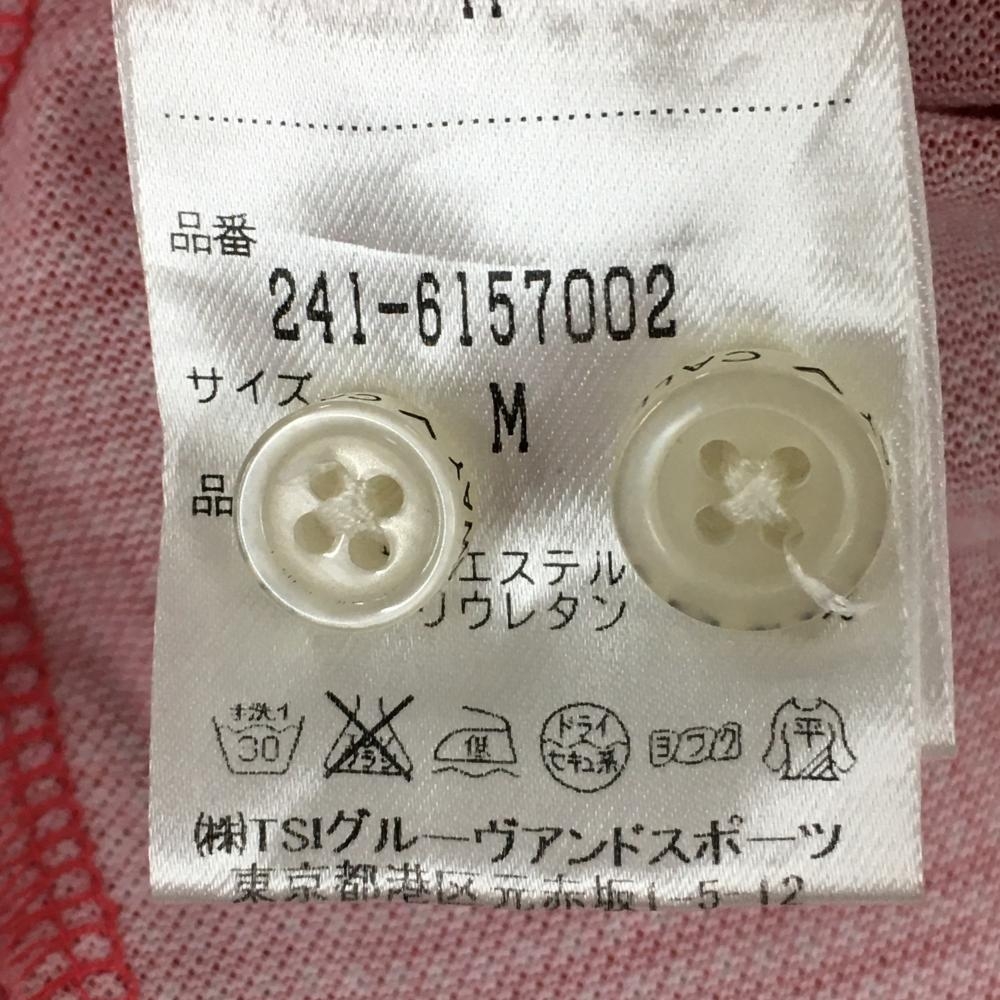 品番
241-6157002
サイズ
M
品
エステル
リウレタン
手洗イ
30
低
ドライ
セキユ系
ヨワク
平
㈱TSIグルーヴアンドスポーツ
東京都港区元赤坂1-5-12